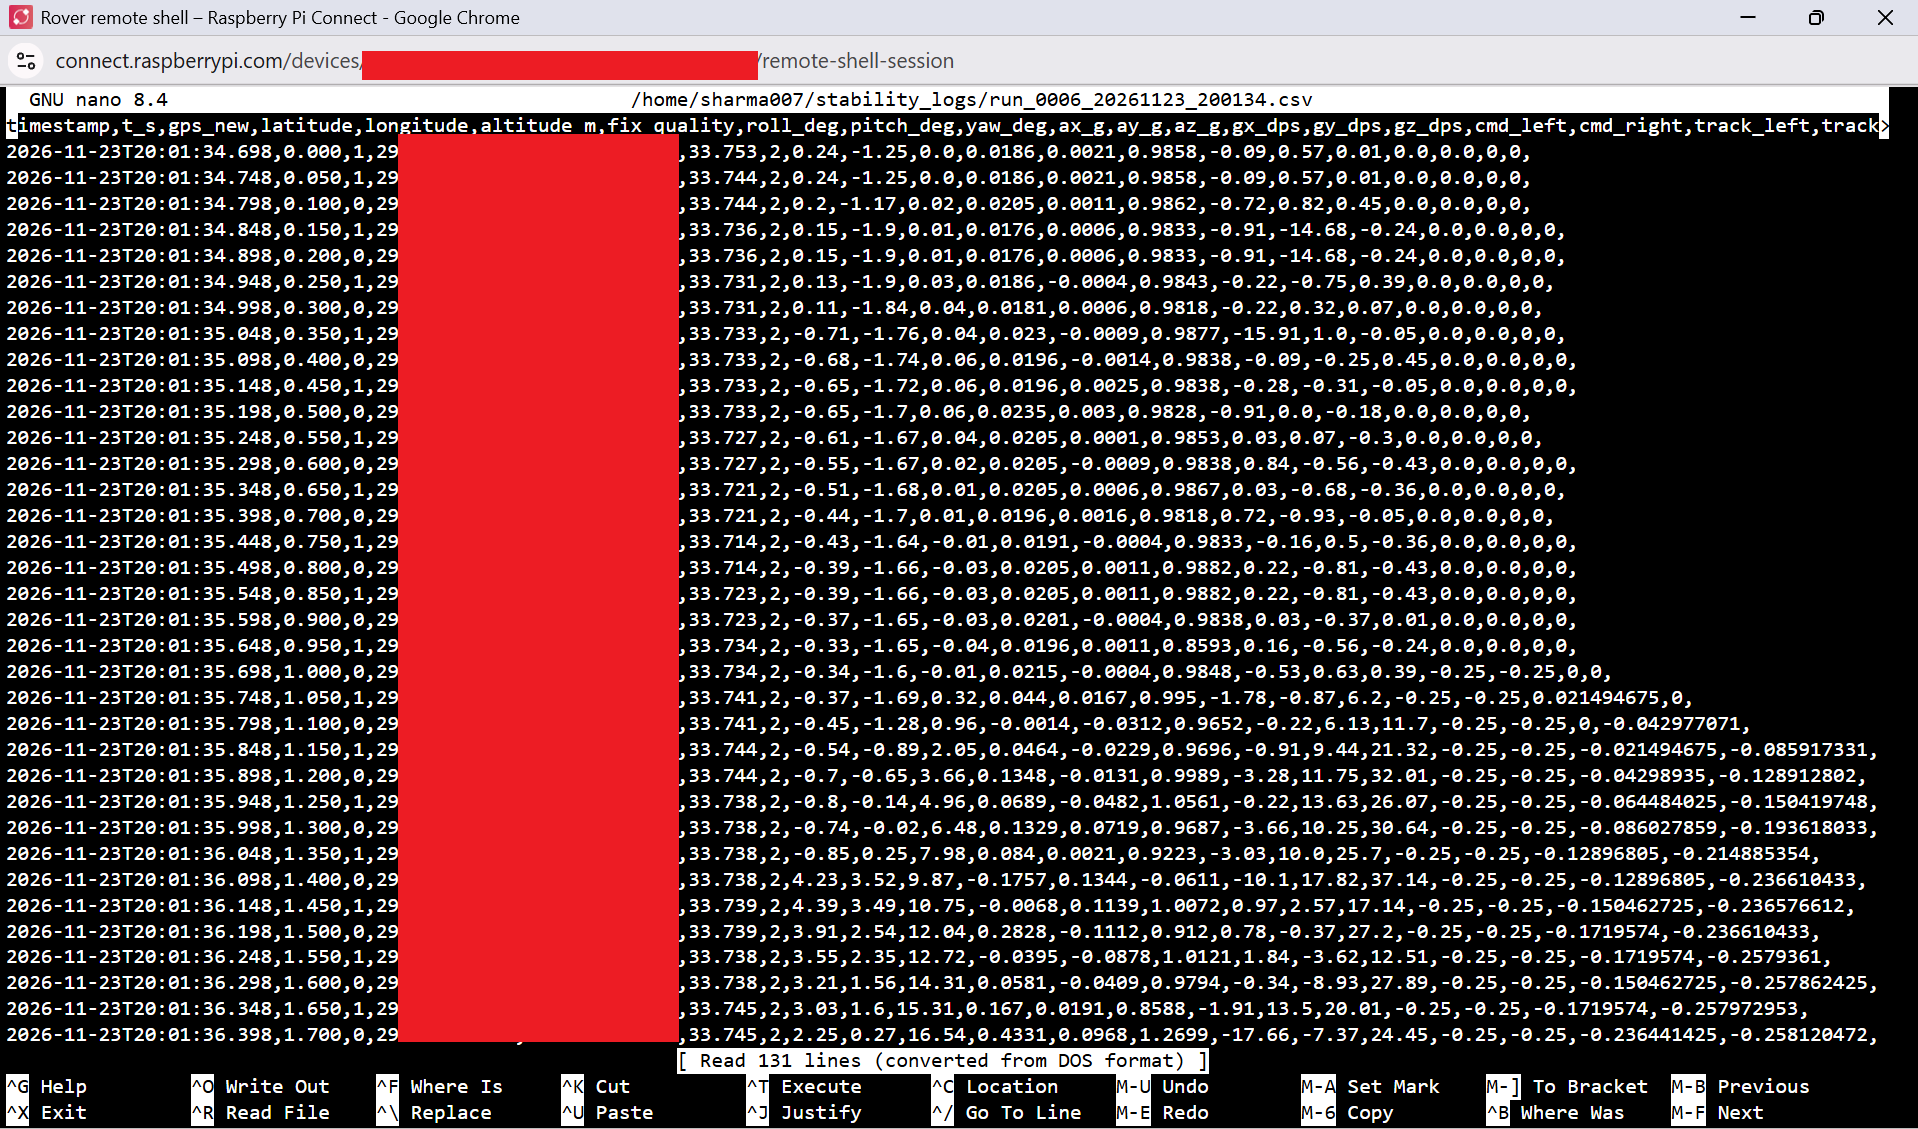 Rover remote shell – Raspberry Pi Connect - Google Chrome
connect.raspberrypi.com/devices/ /remote-shell-session
GNU nano 8.4 /home/sharma007/stability_logs/run_0006_20261123_200134.csv
timestamp,t_s,gps_new,latitude,longitude,altitude_m,fix_quality,roll_deg,pitch_deg,yaw_deg,ax_g,ay_g,az_g,gx_dps,gy_dps,gz_dps,cmd_left,cmd_right,track_left,track>
2026-11-23T20:01:34.698,0.000,1,29 ,33.753,2,0.24,-1.25,0.0,0.0186,0.0021,0.9858,-0.09,0.57,0.01,0.0,0.0,0,0,
2026-11-23T20:01:34.748,0.050,1,29 ,33.744,2,0.24,-1.25,0.0,0.0186,0.0021,0.9858,-0.09,0.57,0.01,0.0,0.0,0,0,
2026-11-23T20:01:34.798,0.100,0,29 ,33.744,2,0.2,-1.17,0.02,0.0205,0.0011,0.9862,-0.72,0.82,0.45,0.0,0.0,0,0,
2026-11-23T20:01:34.848,0.150,1,29 ,33.736,2,0.15,-1.9,0.01,0.0176,0.0006,0.9833,-0.91,-14.68,-0.24,0.0,0.0,0,0,
2026-11-23T20:01:34.898,0.200,0,29 ,33.736,2,0.15,-1.9,0.01,0.0176,0.0006,0.9833,-0.91,-14.68,-0.24,0.0,0.0,0,0,
2026-11-23T20:01:34.948,0.250,1,29 ,33.731,2,0.13,-1.9,0.03,0.0186,-0.0004,0.9843,-0.22,-0.75,0.39,0.0,0.0,0,0,
2026-11-23T20:01:34.998,0.300,0,29 ,33.731,2,0.11,-1.84,0.04,0.0181,0.0006,0.9818,-0.22,0.32,0.07,0.0,0.0,0,0,
2026-11-23T20:01:35.048,0.350,1,29 ,33.733,2,-0.71,-1.76,0.04,0.023,-0.0009,0.9877,-15.91,1.0,-0.05,0.0,0.0,0,0,
2026-11-23T20:01:35.098,0.400,0,29 ,33.733,2,-0.68,-1.74,0.06,0.0196,-0.0014,0.9838,-0.09,-0.25,0.45,0.0,0.0,0,0,
2026-11-23T20:01:35.148,0.450,1,29 ,33.733,2,-0.65,-1.72,0.06,0.0196,0.0025,0.9838,-0.28,-0.31,-0.05,0.0,0.0,0,0,
2026-11-23T20:01:35.198,0.500,0,29 ,33.733,2,-0.65,-1.7,0.06,0.0235,0.003,0.9828,-0.91,0.0,-0.18,0.0,0.0,0,0,
2026-11-23T20:01:35.248,0.550,1,29 ,33.727,2,-0.61,-1.67,0.04,0.0205,0.0001,0.9853,0.03,0.07,-0.3,0.0,0.0,0,0,
2026-11-23T20:01:35.298,0.600,0,29 ,33.727,2,-0.55,-1.67,0.02,0.0205,-0.0009,0.9838,0.84,-0.56,-0.43,0.0,0.0,0,0,
2026-11-23T20:01:35.348,0.650,1,29 ,33.721,2,-0.51,-1.68,0.01,0.0205,0.0006,0.9867,0.03,-0.68,-0.36,0.0,0.0,0,0,
2026-11-23T20:01:35.398,0.700,0,29 ,33.721,2,-0.44,-1.7,0.01,0.0196,0.0016,0.9818,0.72,-0.93,-0.05,0.0,0.0,0,0,
2026-11-23T20:01:35.448,0.750,1,29 ,33.714,2,-0.43,-1.64,-0.01,0.0191,-0.0004,0.9833,-0.16,0.5,-0.36,0.0,0.0,0,0,
2026-11-23T20:01:35.498,0.800,0,29 ,33.714,2,-0.39,-1.66,-0.03,0.0205,0.0011,0.9882,0.22,-0.81,-0.43,0.0,0.0,0,0,
2026-11-23T20:01:35.548,0.850,1,29 ,33.723,2,-0.39,-1.66,-0.03,0.0205,0.0011,0.9882,0.22,-0.81,-0.43,0.0,0.0,0,0,
2026-11-23T20:01:35.598,0.900,0,29 ,33.723,2,-0.37,-1.65,-0.03,0.0201,-0.0004,0.9838,0.03,-0.37,0.01,0.0,0.0,0,0,
2026-11-23T20:01:35.648,0.950,1,29 ,33.734,2,-0.33,-1.65,-0.04,0.0196,0.0011,0.8593,0.16,-0.56,-0.24,0.0,0.0,0,0,
2026-11-23T20:01:35.698,1.000,0,29 ,33.734,2,-0.34,-1.6,-0.01,0.0215,-0.0004,0.9848,-0.53,0.63,0.39,-0.25,-0.25,0,0,
2026-11-23T20:01:35.748,1.050,1,29 ,33.741,2,-0.37,-1.69,0.32,0.044,0.0167,0.995,-1.78,-0.87,6.2,-0.25,-0.25,0.021494675,0,
2026-11-23T20:01:35.798,1.100,0,29 ,33.741,2,-0.45,-1.28,0.96,-0.0014,-0.0312,0.9652,-0.22,6.13,11.7,-0.25,-0.25,0,-0.042977071,
2026-11-23T20:01:35.848,1.150,1,29 ,33.744,2,-0.54,-0.89,2.05,0.0464,-0.0229,0.9696,-0.91,9.44,21.32,-0.25,-0.25,-0.021494675,-0.085917331,
2026-11-23T20:01:35.898,1.200,0,29 ,33.744,2,-0.7,-0.65,3.66,0.1348,-0.0131,0.9989,-3.28,11.75,32.01,-0.25,-0.25,-0.04298935,-0.128912802,
2026-11-23T20:01:35.948,1.250,1,29 ,33.738,2,-0.8,-0.14,4.96,0.0689,-0.0482,1.0561,-0.22,13.63,26.07,-0.25,-0.25,-0.064484025,-0.150419748,
2026-11-23T20:01:35.998,1.300,0,29 ,33.738,2,-0.74,-0.02,6.48,0.1329,0.0719,0.9687,-3.66,10.25,30.64,-0.25,-0.25,-0.086027859,-0.193618033,
2026-11-23T20:01:36.048,1.350,1,29 ,33.738,2,-0.85,0.25,7.98,0.084,0.0021,0.9223,-3.03,10.0,25.7,-0.25,-0.25,-0.12896805,-0.214885354,
2026-11-23T20:01:36.098,1.400,0,29 ,33.738,2,4.23,3.52,9.87,-0.1757,0.1344,-0.0611,-10.1,17.82,37.14,-0.25,-0.25,-0.12896805,-0.236610433,
2026-11-23T20:01:36.148,1.450,1,29 ,33.739,2,4.39,3.49,10.75,-0.0068,0.1139,1.0072,0.97,2.57,17.14,-0.25,-0.25,-0.150462725,-0.236576612,
2026-11-23T20:01:36.198,1.500,0,29 ,33.739,2,3.91,2.54,12.04,0.2828,-0.1112,0.912,0.78,-0.37,27.2,-0.25,-0.25,-0.1719574,-0.236610433,
2026-11-23T20:01:36.248,1.550,1,29 ,33.738,2,3.55,2.35,12.72,-0.0395,-0.0878,1.0121,1.84,-3.62,12.51,-0.25,-0.25,-0.1719574,-0.2579361,
2026-11-23T20:01:36.298,1.600,0,29 ,33.738,2,3.21,1.56,14.31,0.0581,-0.0409,0.9794,-0.34,-8.93,27.89,-0.25,-0.25,-0.150462725,-0.257862425,
2026-11-23T20:01:36.348,1.650,1,29 ,33.745,2,3.03,1.6,15.31,0.167,0.0191,0.8588,-1.91,13.5,20.01,-0.25,-0.25,-0.1719574,-0.257972953,
2026-11-23T20:01:36.398,1.700,0,29 ,33.745,2,2.25,0.27,16.54,0.4331,0.0968,1.2699,-17.66,-7.37,24.45,-0.25,-0.25,-0.236441425,-0.258120472,
[ Read 131 lines (converted from DOS format) ]
^G Help ^O Write Out ^F Where Is ^K Cut ^T Execute ^C Location M-U Undo M-A Set Mark M-] To Bracket M-B Previous
^X Exit ^R Read File ^\ Replace ^U Paste ^J Justify ^/ Go To Line M-E Redo M-6 Copy ^B Where Was M-F Next